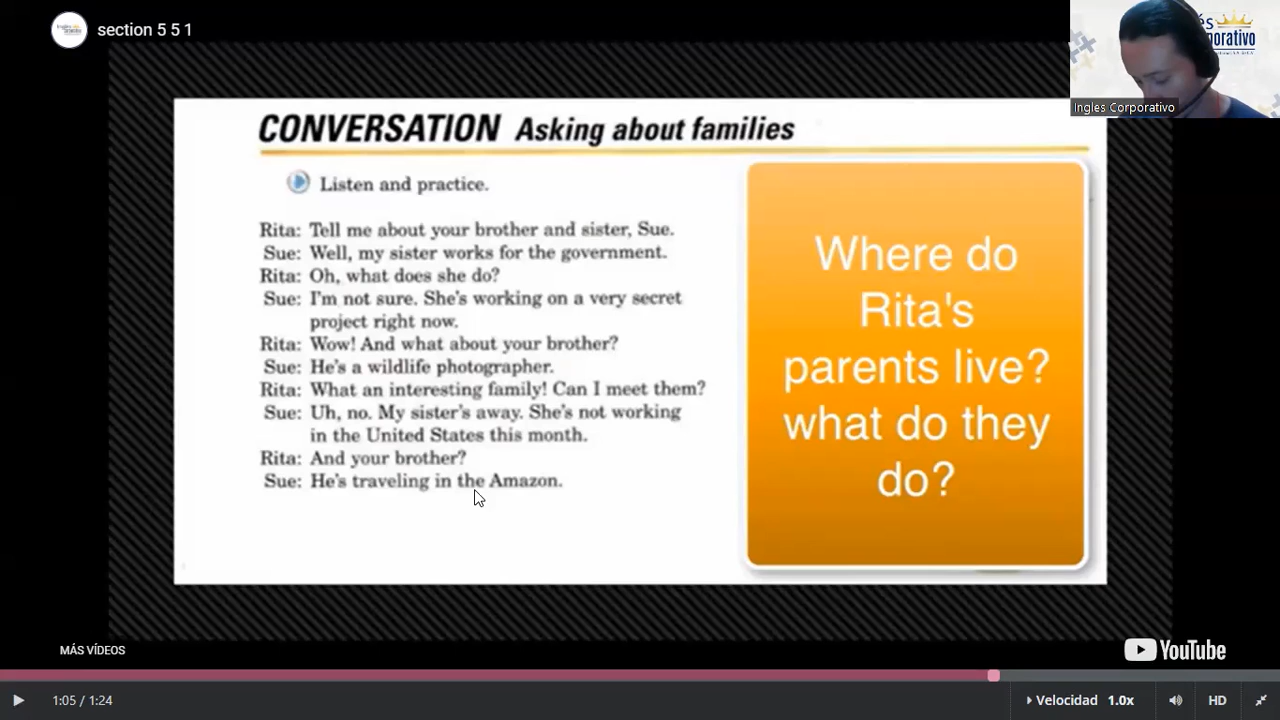 section 5 5 1
Ingles Corporativo
CONVERSATION Asking about families
Listen and practice.
Rita: Tell me about your brother and sister, Sue.
Sue: Well, my sister works for the government.
Rita: Oh, what does she do?
Sue: I'm not sure. She's working on a very secret
project right now.
Rita: Wow! And what about your brother?
Sue: He's a wildlife photographer.
Rita: What an interesting family! Can I meet them?
Sue: Uh, no. My sister's away. She's not working
in the United States this month.
Rita: And your brother?
Sue: He's traveling in the Amazon.
Where do
Rita's
parents live?
what do they
do?
MÁS VÍDEOS
YouTube
1:05 / 1:24
Velocidad 1.0x
HD